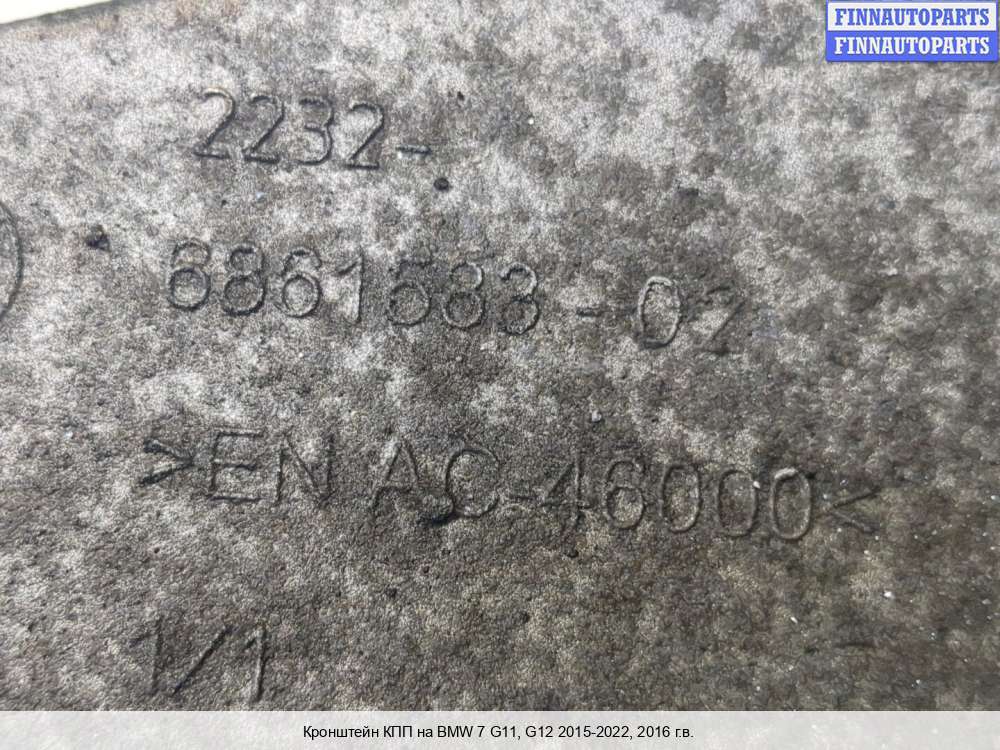 FINNAUTOPARTS
FINNAUTOPARTS
2232-
6861583-02
>EN AC-46000<
1/1
Кронштейн КПП на BMW 7 G11, G12 2015-2022, 2016 г.в.